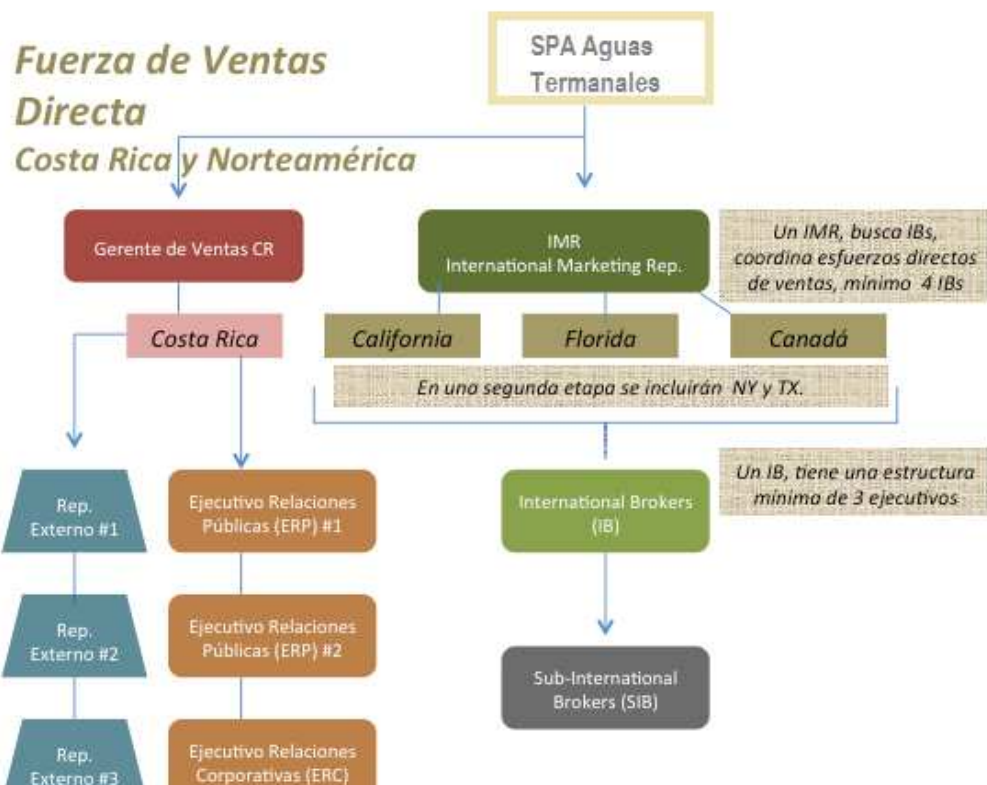 Fuerza de Ventas
Directa
Costa Rica y Norteamérica
SPA Aguas
Termanales
Gerente de Ventas CR
IMR
International Marketing Rep.
Un IMR, busca IBs,
coordina esfuerzos directos
de ventas, mínimo 4 IBs
Costa Rica
California
Florida
Canadá
En una segunda etapa se incluirán NY y TX.
Rep.
Externo #1
Ejecutivo Relaciones
Públicas (ERP) #1
International Brokers
(IB)
Un IB, tiene una estructura
mínima de 3 ejecutivos
Rep.
Externo #2
Ejecutivo Relaciones
Públicas (ERP) #2
Sub-International
Brokers (SIB)
Rep.
Externo #3
Ejecutivo Relaciones
Corporativas (ERC)